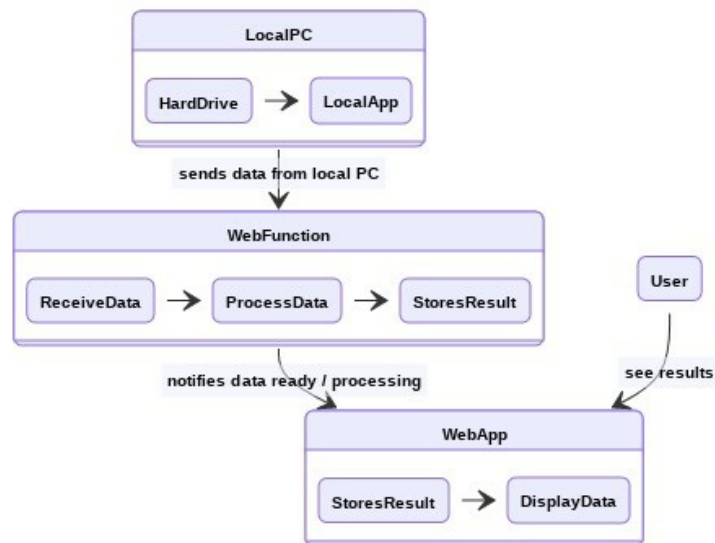 LocalPC
HardDrive
LocalApp
sends data from local PC
WebFunction
ReceiveData
ProcessData
StoresResult
User
notifies data ready / processing
see results
WebApp
StoresResult
DisplayData